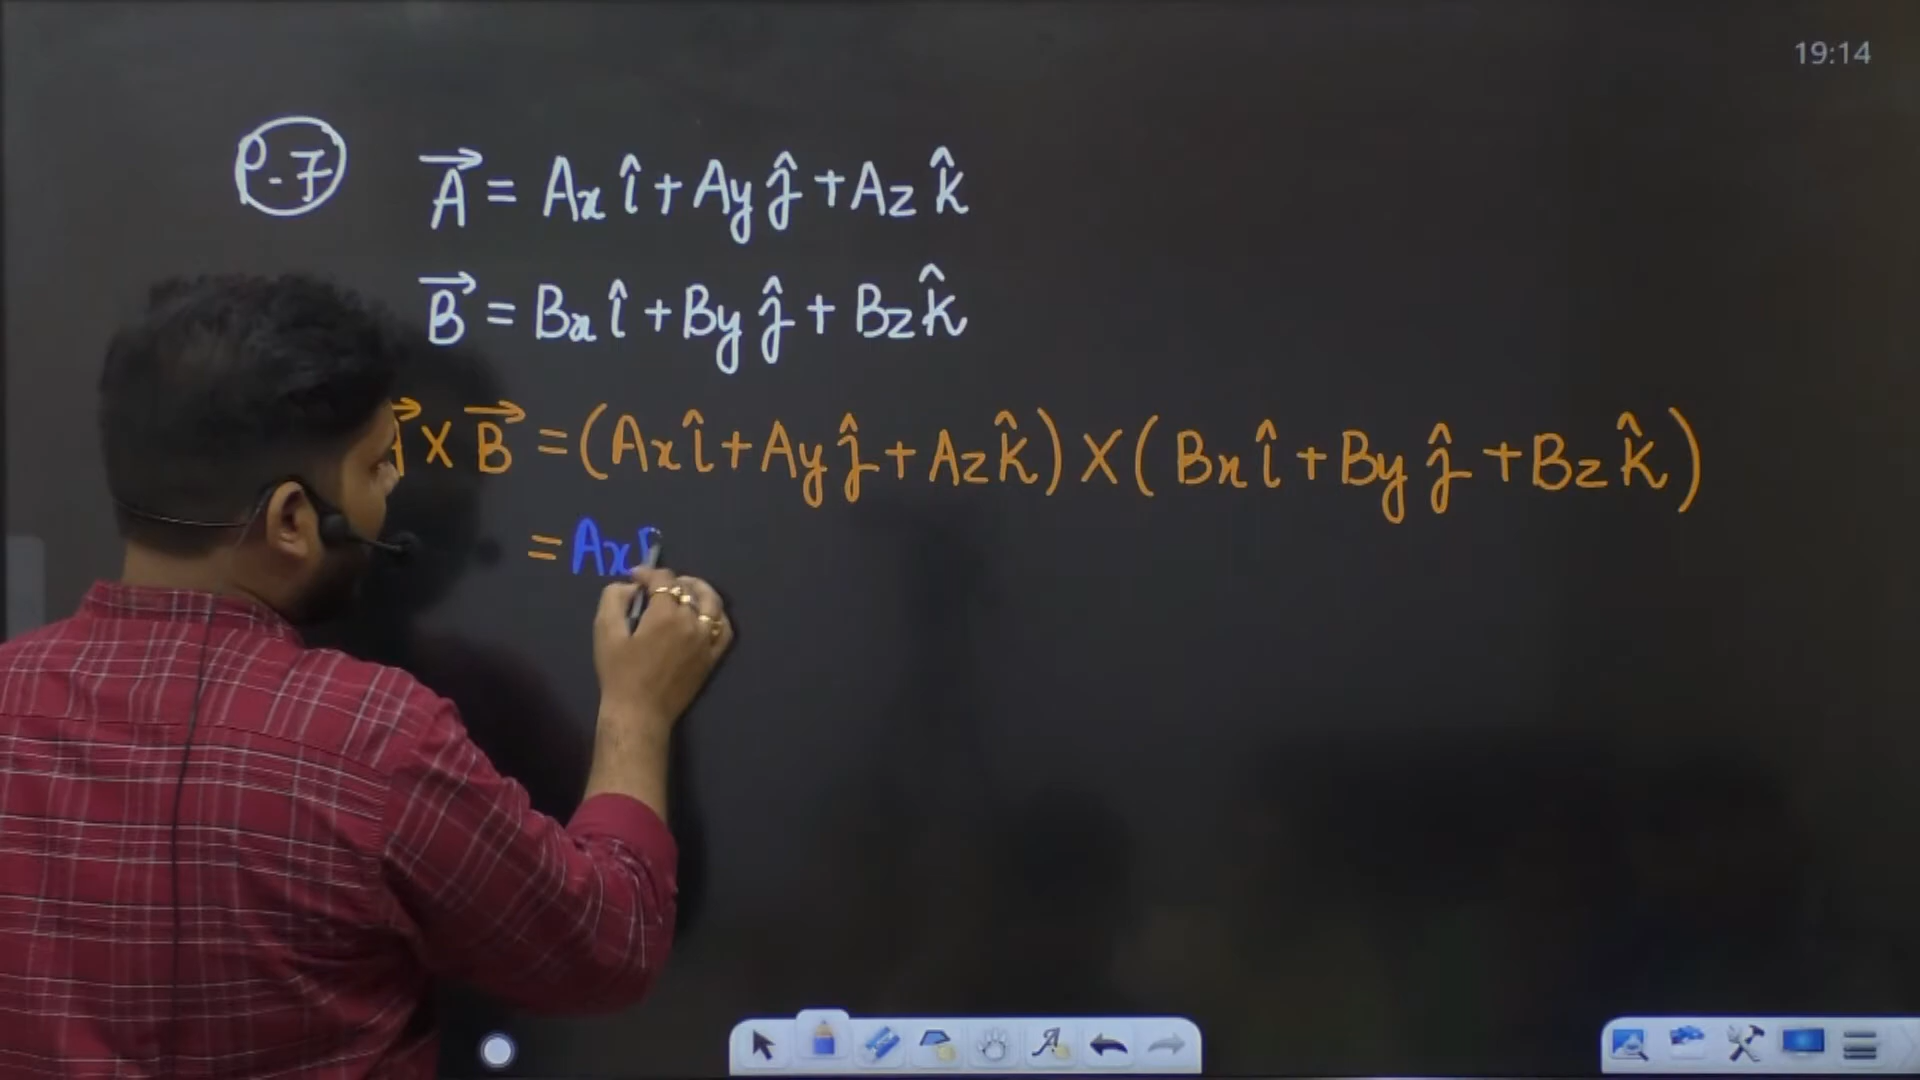 19:14
P-7 A⃗ = Ax î + Ay ĵ + Az k̂
B⃗ = Bx î + By ĵ + Bz k̂
× B⃗ = (Ax î + Ay ĵ + Az k̂) × (Bx î + By ĵ + Bz k̂)
= Ax